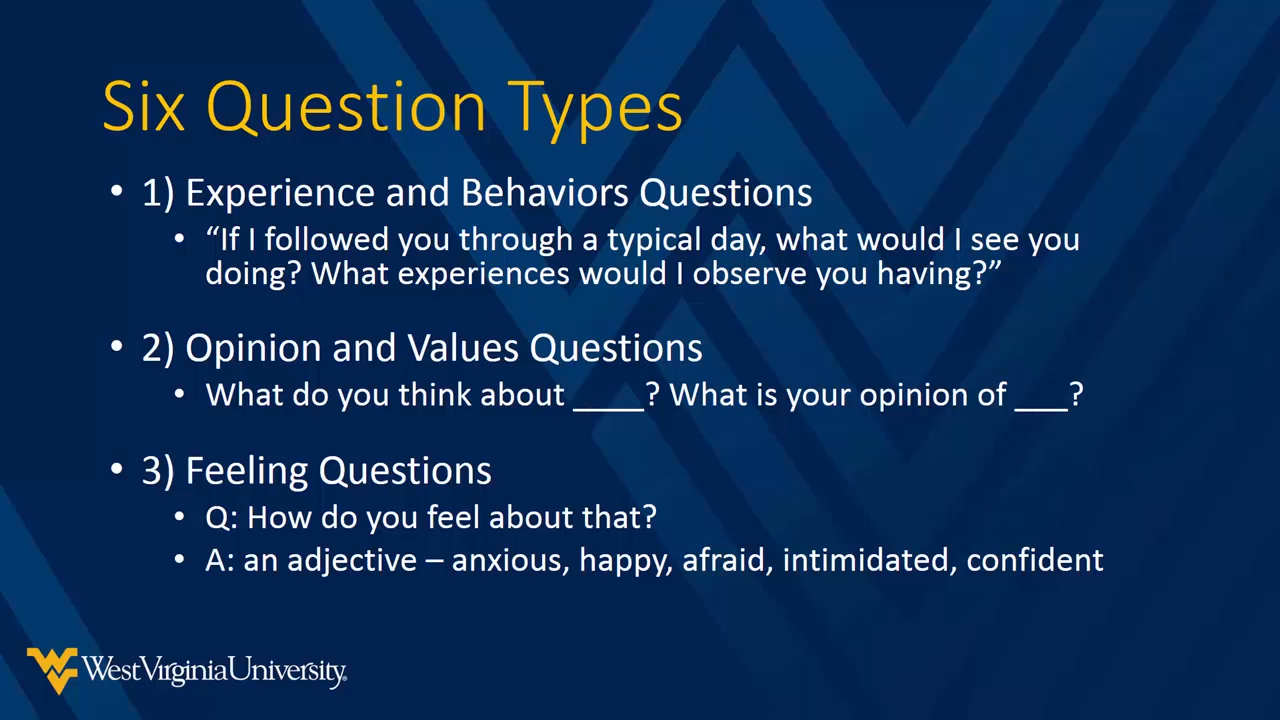 Six Question Types
• 1) Experience and Behaviors Questions
• “If I followed you through a typical day, what would I see you
doing? What experiences would I observe you having?”
• 2) Opinion and Values Questions
• What do you think about ____? What is your opinion of ___?
• 3) Feeling Questions
• Q: How do you feel about that?
• A: an adjective – anxious, happy, afraid, intimidated, confident
WestVirginiaUniversity.